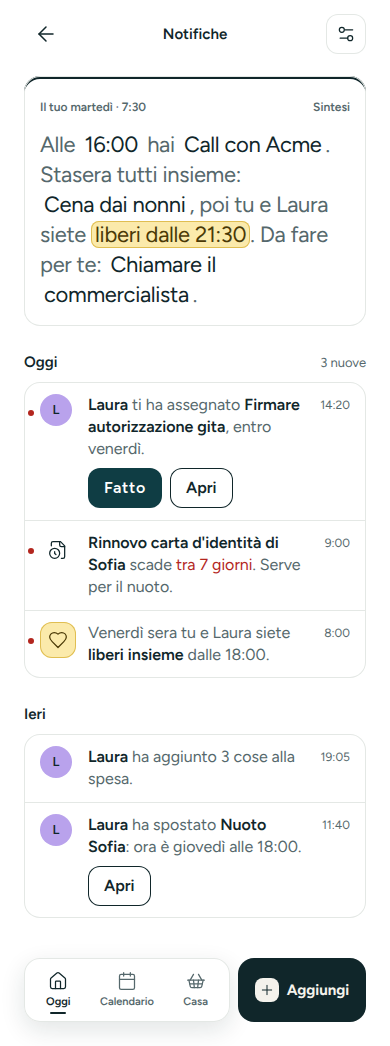 Notifiche
Il tuo martedì · 7:30
Sintesi
Alle 16:00 hai Call con Acme.
Stasera tutti insieme:
Cena dai nonni, poi tu e Laura
siete liberi dalle 21:30. Da fare
per te: Chiamare il
commercialista.
Oggi
3 nuove
L
Laura ti ha assegnato Firmare
14:20
autorizzazione gita, entro
venerdì.
Fatto
Apri
Rinnovo carta d'identità di
9:00
Sofia scade tra 7 giorni. Serve
per il nuoto.
Venerdì sera tu e Laura siete
8:00
liberi insieme dalle 18:00.
Ieri
L
Laura ha aggiunto 3 cose alla
19:05
spesa.
L
Laura ha spostato Nuoto
11:40
Sofia: ora è giovedì alle 18:00.
Apri
Oggi
Calendario
Casa
Aggiungi